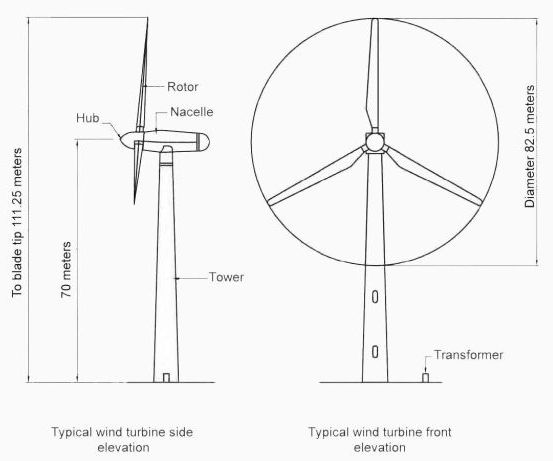 Rotor
Nacelle
Hub
To blade tip 111.25 meters
70 meters
Tower
Diameter 82.5 meters
Transformer
Typical wind turbine side
elevation
Typical wind turbine front
elevation